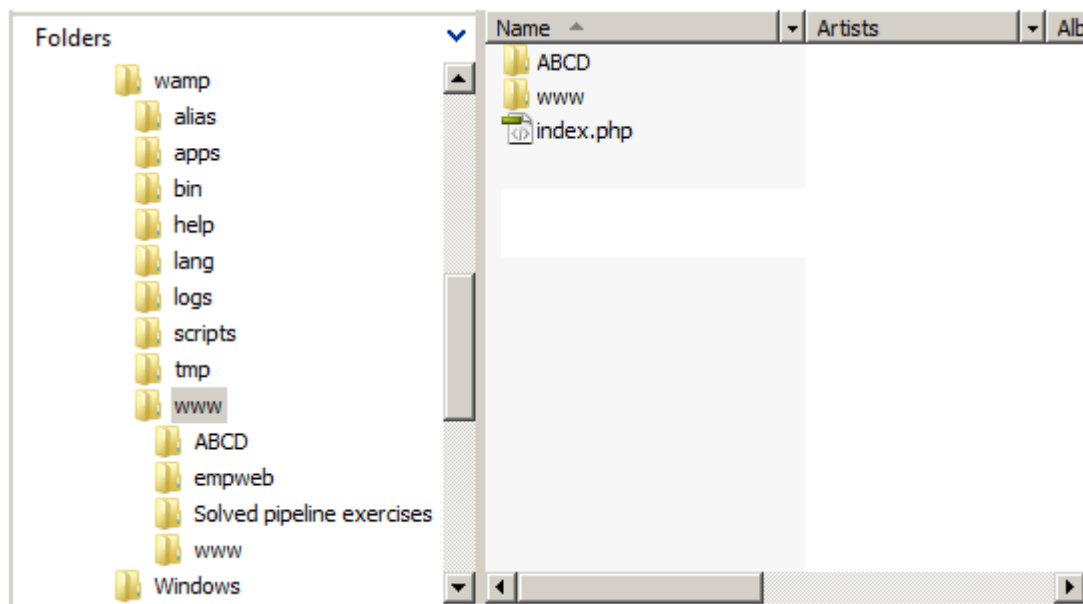 Folders
wamp
alias
apps
bin
help
lang
logs
scripts
tmp
www
ABCD
empweb
Solved pipeline exercises
www
Windows
Name Artists Alb
ABCD
www
index.php